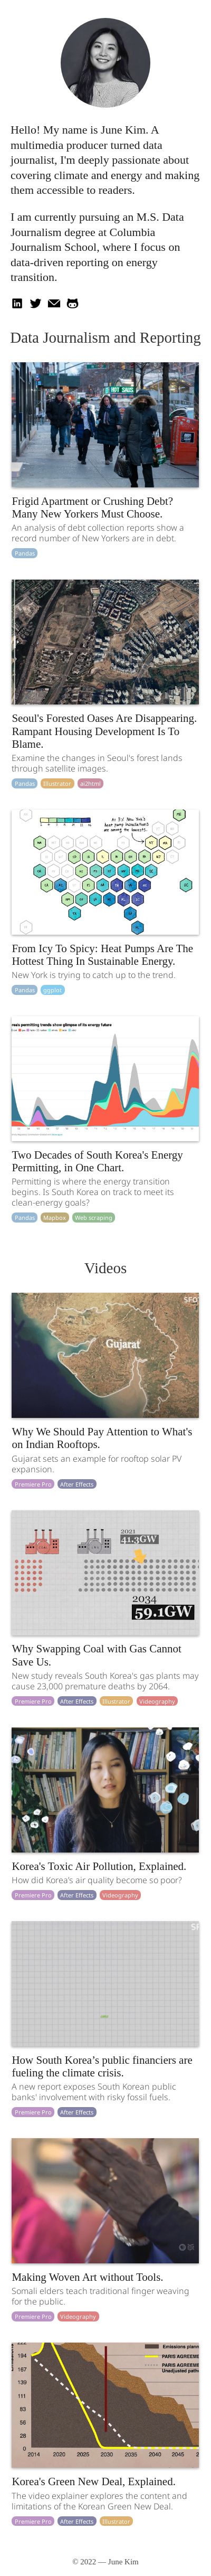 Hello! My name is June Kim. A
multimedia producer turned data
journalist, I'm deeply passionate about
covering climate and energy and making
them accessible to readers.
I am currently pursuing an M.S. Data
Journalism degree at Columbia
Journalism School, where I focus on
data-driven reporting on energy
transition.
Data Journalism and Reporting
Frigid Apartment or Crushing Debt?
Many New Yorkers Must Choose.
An analysis of debt collection reports show a
record number of New Yorkers are in debt.
Pandas
Seoul's Forested Oases Are Disappearing.
Rampant Housing Development Is To
Blame.
Examine the changes in Seoul's forest lands
through satellite images.
Pandas Illustrator ai2html
From Icy To Spicy: Heat Pumps Are The
Hottest Thing In Sustainable Energy.
New York is trying to catch up to the trend.
Pandas ggplot
Two Decades of South Korea's Energy
Permitting, in One Chart.
Permitting is where the energy transition
begins. Is South Korea on track to meet its
clean-energy goals?
Pandas Mapbox Web scraping
Videos
Gujarat
Why We Should Pay Attention to What's
on Indian Rooftops.
Gujarat sets an example for rooftop solar PV
expansion.
Premiere Pro After Effects
2021
41.3GW
2034
59.1GW
Why Swapping Coal with Gas Cannot
Save Us.
New study reveals South Korea's gas plants may
cause 23,000 premature deaths by 2064.
Premiere Pro After Effects Illustrator Videography
Korea's Toxic Air Pollution, Explained.
How did Korea's air quality become so poor?
Premiere Pro After Effects Videography
How South Korea’s public financiers are
fueling the climate crisis.
A new report exposes South Korean public
banks' involvement with risky fossil fuels.
Premiere Pro After Effects
Making Woven Art without Tools.
Somali elders teach traditional finger weaving
for the public.
Premiere Pro Videography
Emissions plann
PARIS AGREEME
PARIS AGREEME
Unadjusted path
194
167
139
111
83
56
28
0
2014 2020 2025 2030 2035 2040 2045
Korea's Green New Deal, Explained.
The video explainer explores the content and
limitations of the Korean Green New Deal.
Premiere Pro After Effects Illustrator
© 2022 — June Kim